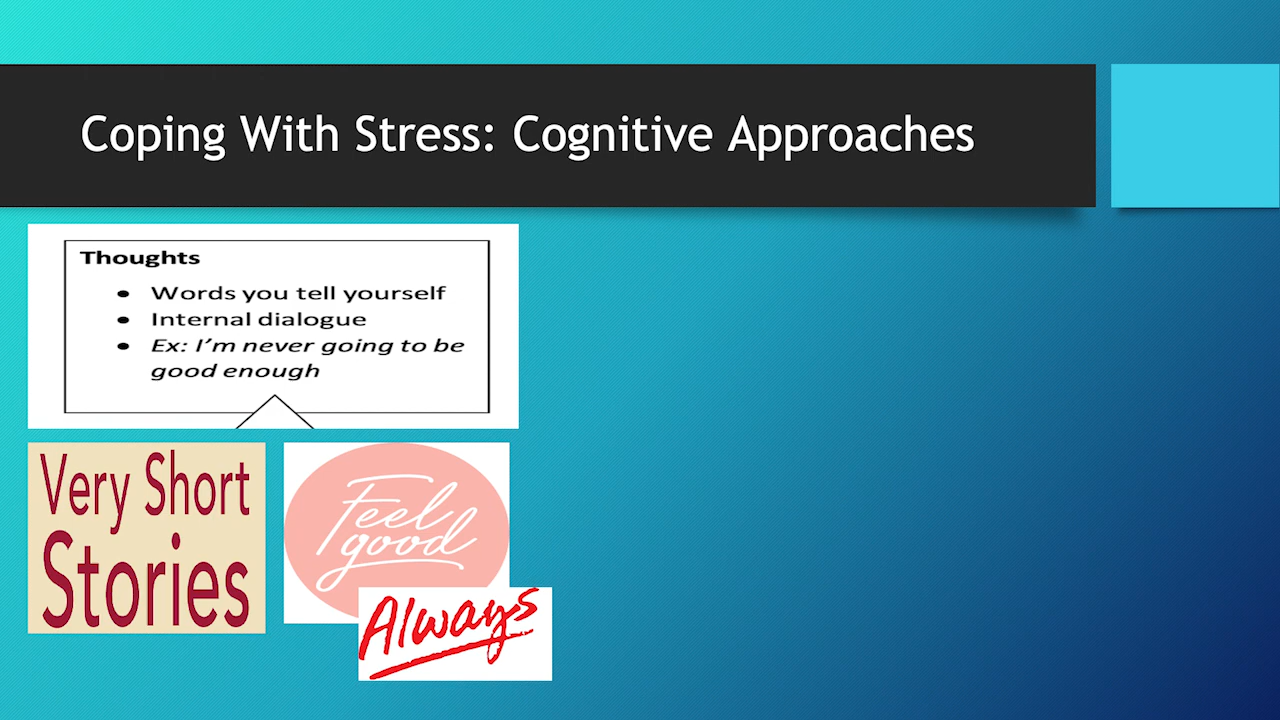 Coping With Stress: Cognitive Approaches
Thoughts
● Words you tell yourself
● Internal dialogue
● Ex: I’m never going to be
good enough
Very Short
Stories
Feel
good
Always